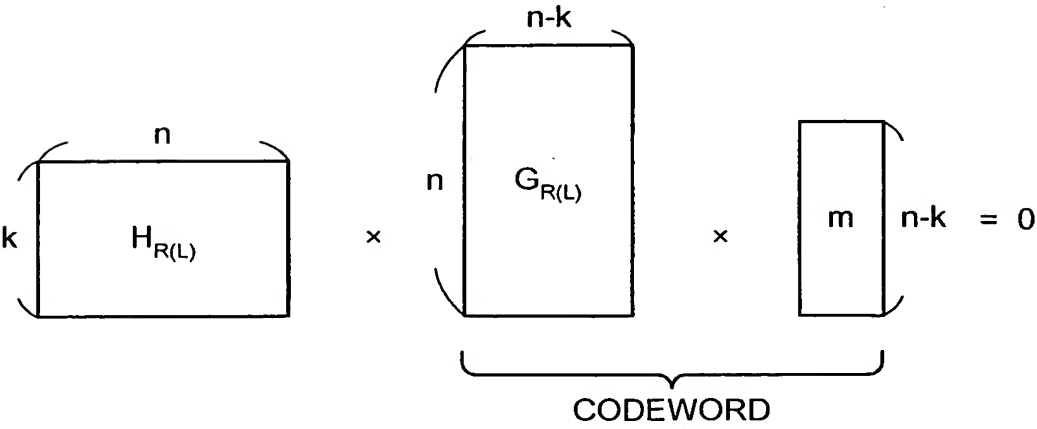 n-k
n
n
G_R(L)
k
H_R(L)
×
×
m
n-k = 0
CODEWORD